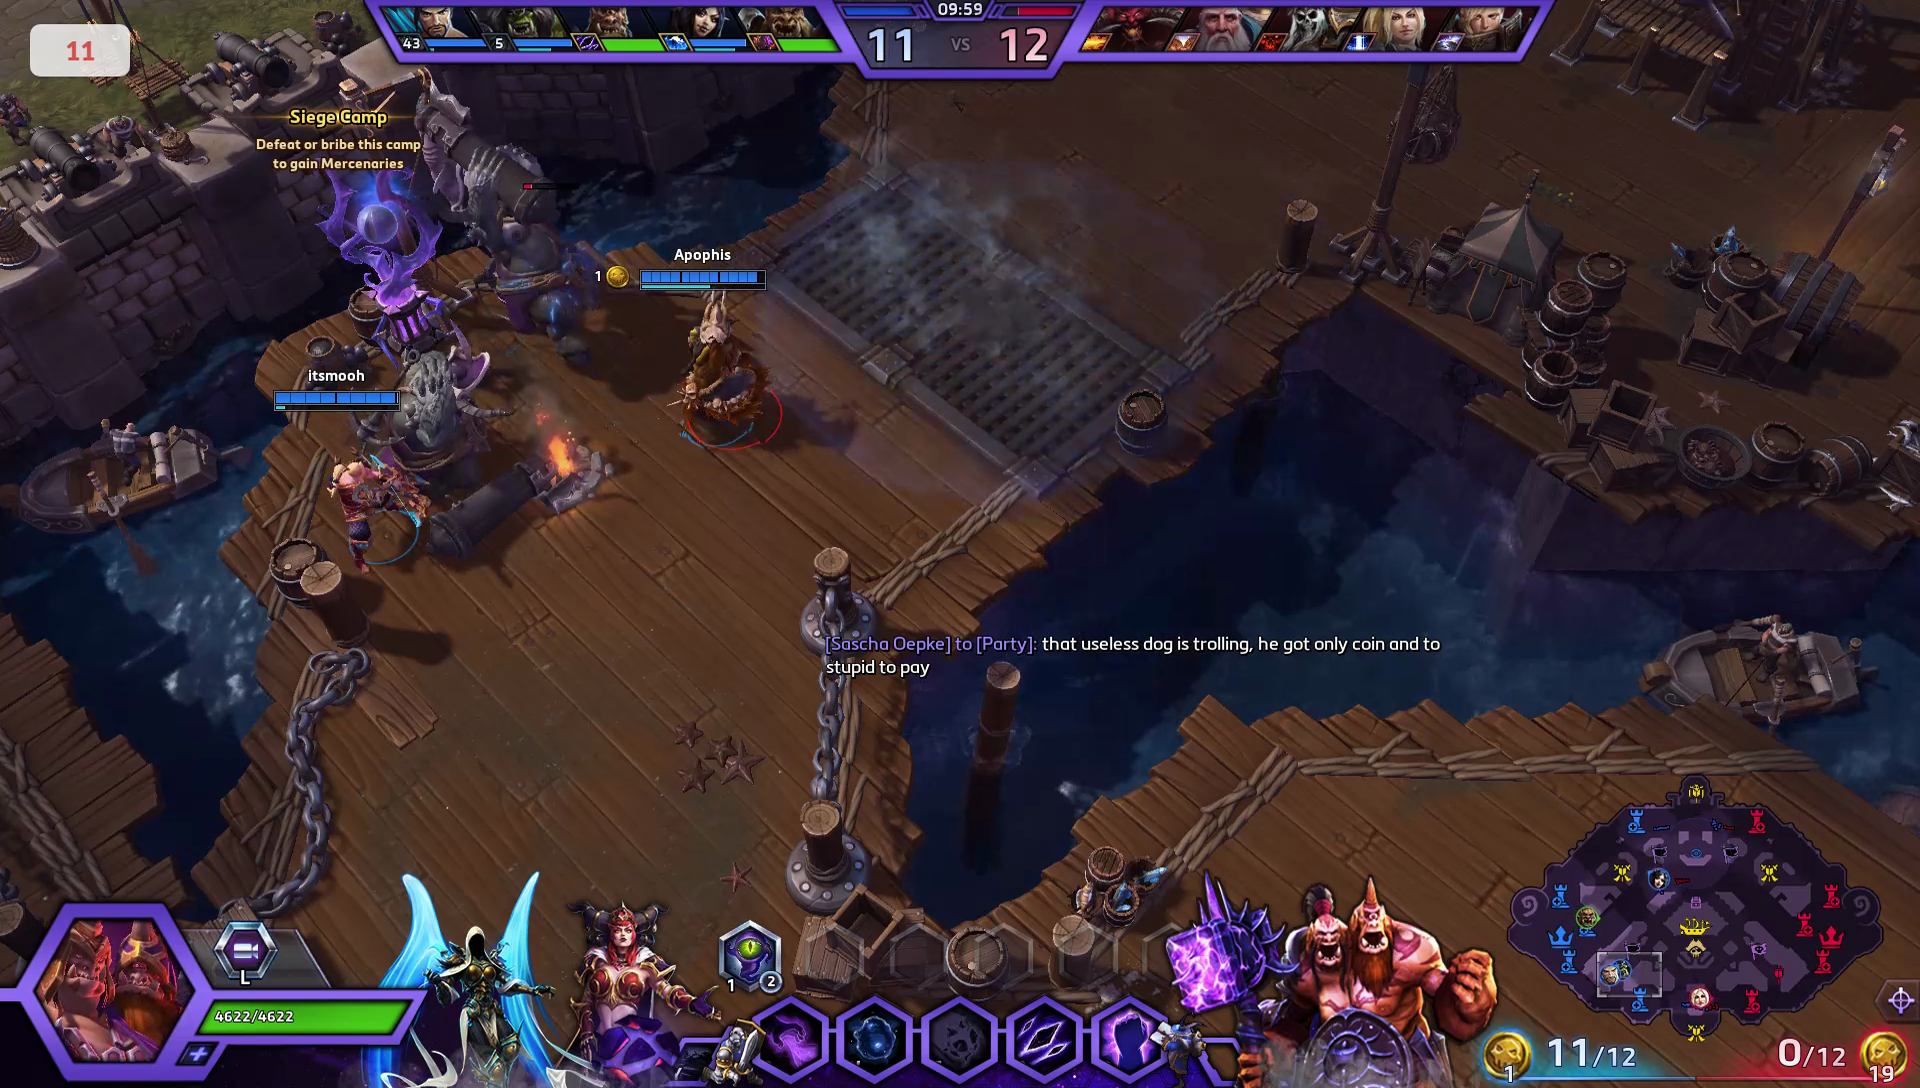 11
43
5
09:59
11 VS 12
Siege Camp
Defeat or bribe this camp
to gain Mercenaries
Apophis
1
itsmooh
[Sascha Oepke] to [Party]: that useless dog is trolling, he got only coin and to
stupid to pay
L
4622/4622
1
2
11/12
1
0/12
19